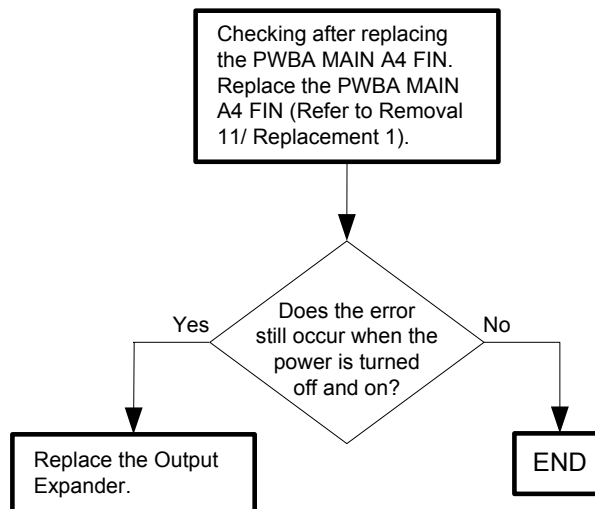 Checking after replacing
the PWBA MAIN A4 FIN.
Replace the PWBA MAIN
A4 FIN (Refer to Removal
11/ Replacement 1).
Does the error
still occur when the
power is turned
off and on?
Yes
No
Replace the Output
Expander.
END